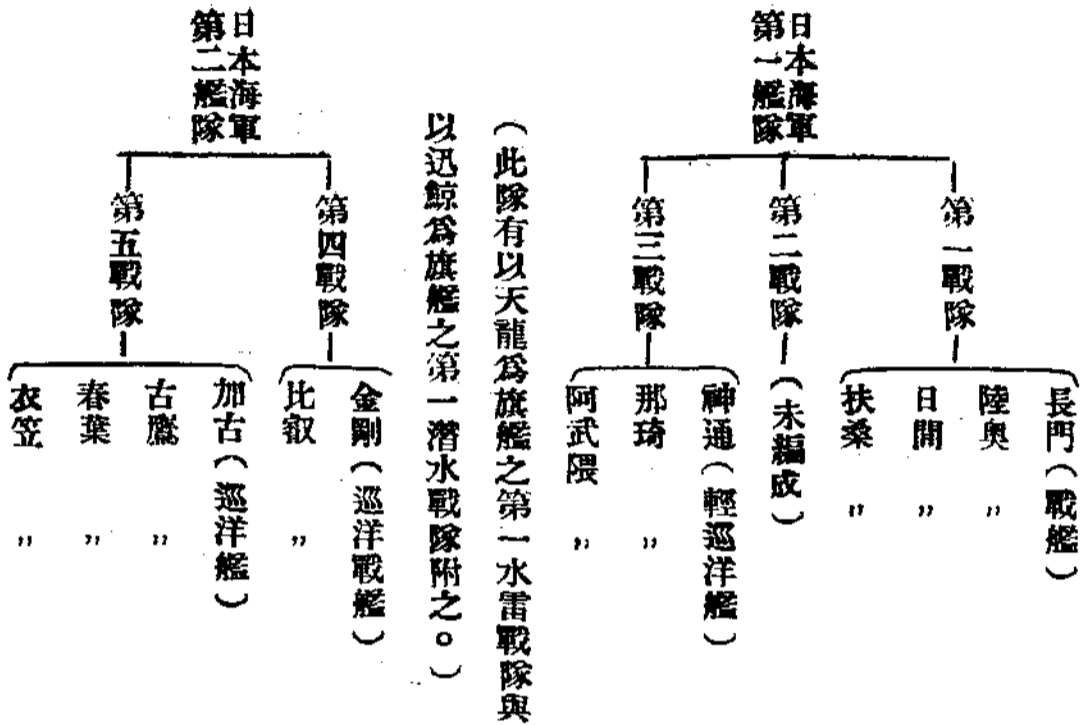 日本海軍
第一艦隊
第一戰隊
長門(戰艦)
陸奧 〃
日開 〃
扶桑 〃
第二戰隊
(未編成)
第三戰隊
神通(輕巡洋艦)
那琦 〃
阿武隈 〃
(此隊有以天龍爲旗艦之第一水雷戰隊與
以迅鯨爲旗艦之第一潛水戰隊附之。)
日本海軍
第二艦隊
第四戰隊
金剛(巡洋戰艦)
比叡 〃
第五戰隊
加古(巡洋艦)
古鷹 〃
春葉 〃
衣笠 〃